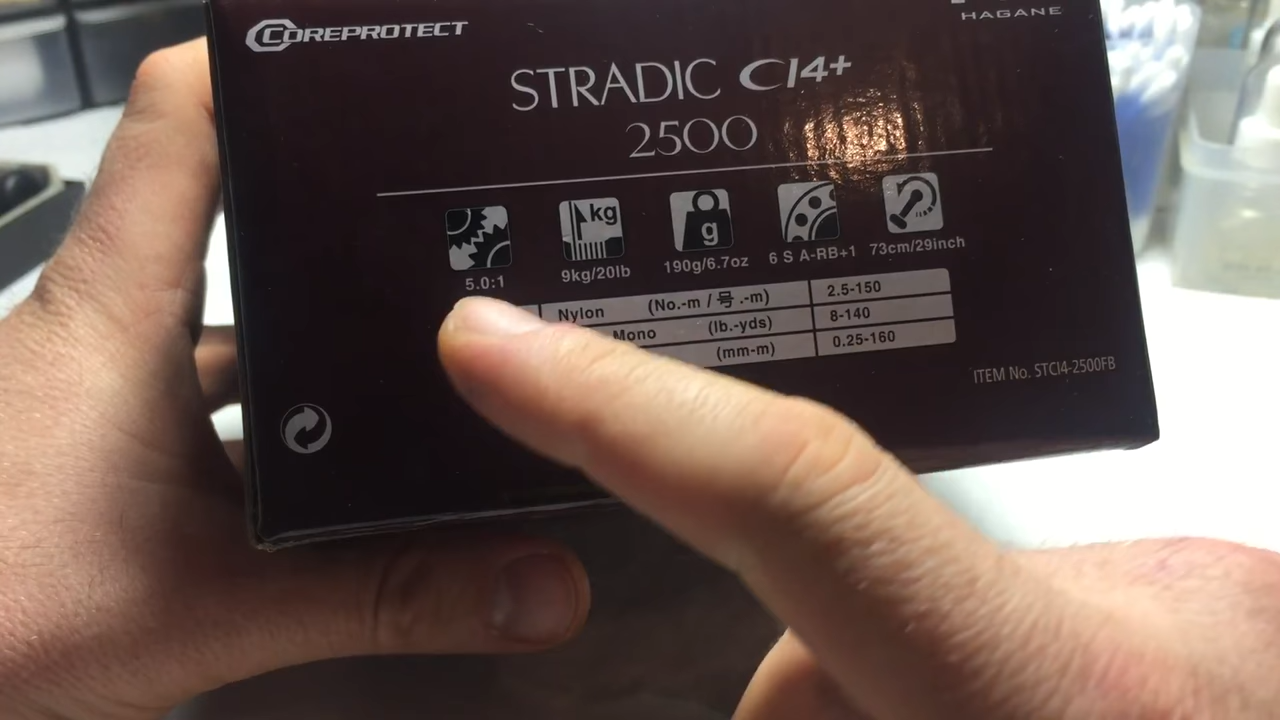 COREPROTECT
HAGANE
STRADIC CI4+
2500
kg
g
5.0:1
9kg/20lb
190g/6.7oz
6 S A-RB+1
73cm/29inch
Nylon (No.-m / 号.-m) 2.5-150
Mono (lb.-yds) 8-140
(mm-m) 0.25-160
ITEM No. STCI4-2500FB